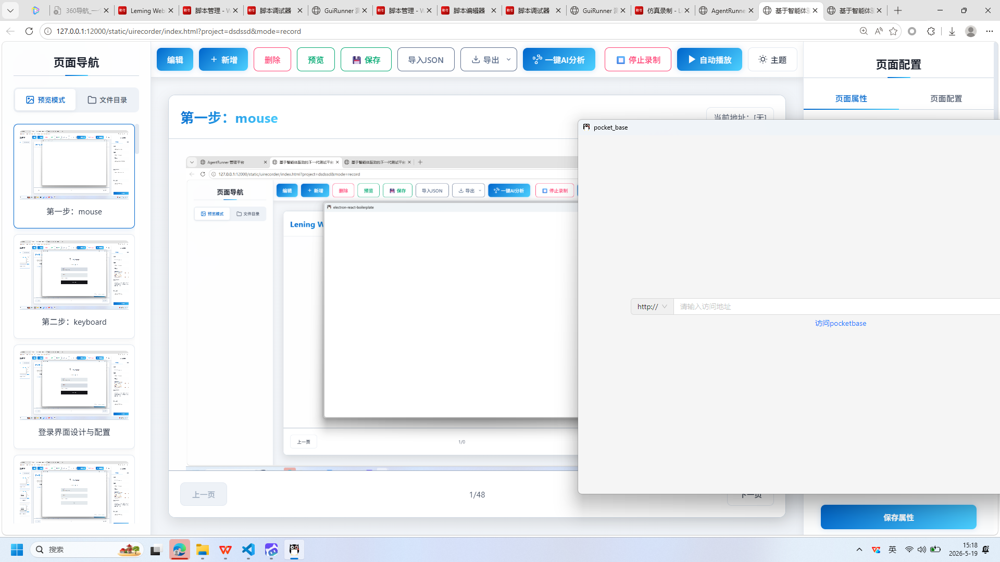 360导航_一个
Leming Web
脚本管理 - W
脚本调试器
GuiRunner 测
脚本管理 - W
脚本编辑器
脚本调试器
GuiRunner 测
仿真录制 - L
AgentRunner
基于智能体
基于智能体
127.0.0.1:12000/static/uirecorder/index.html?project=dsdssd&mode=record
页面导航
预览模式
文件目录
第一步：mouse
第二步：keyboard
登录界面设计与配置
编辑
+ 新增
删除
预览
保存
导入JSON
导出
一键AI分析
停止录制
自动播放
主题
第一步：mouse
当前地址：[无]
AgentRunner 管理平台
基于智能体驱动的下一代测试平台
基于智能体驱动的下一代测试平台
127.0.0.1:12000/static/uirecorder/index.html?project=dsdssd&mode=record
页面导航
预览模式
文件目录
编辑
+ 新增
删除
预览
保存
导入JSON
导出
一键AI分析
停止录制
electron-react-boilerplate
Lening W
上一页
1/0
上一页
1/48
下一页
pocket_base
http://
请输入访问地址
访问pocketbase
页面配置
页面属性
页面配置
保存属性
搜索
英
15:18
2026-5-19